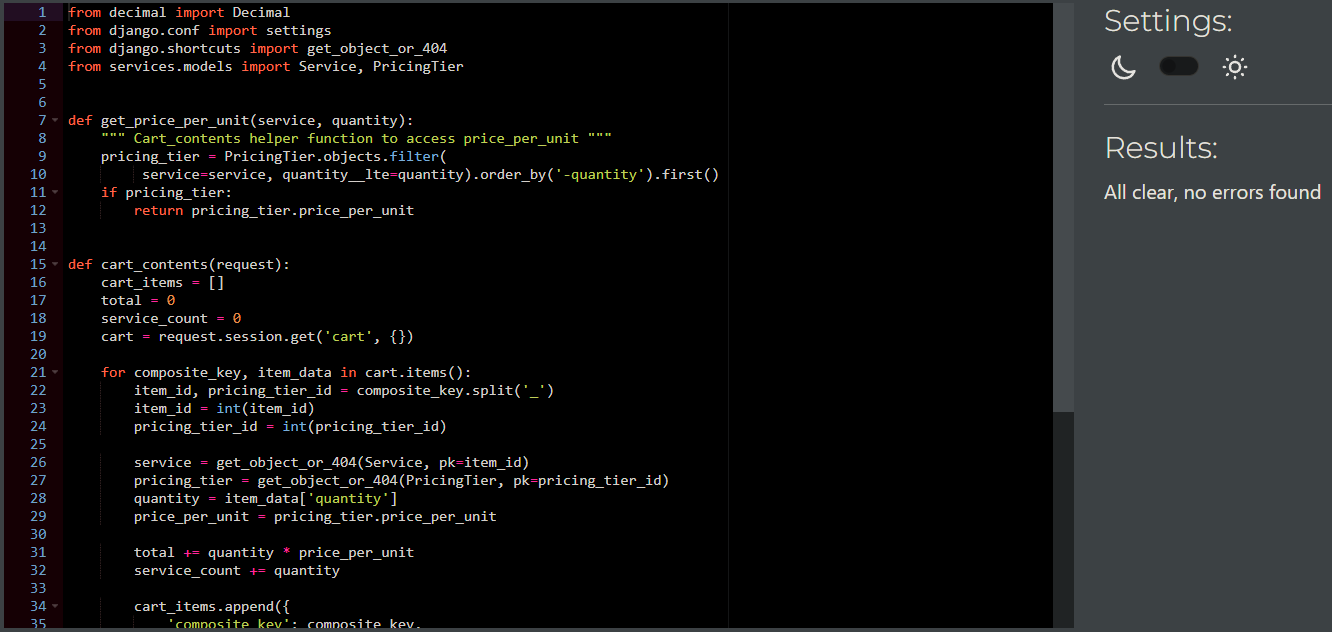 1 from decimal import Decimal
2 from django.conf import settings
3 from django.shortcuts import get_object_or_404
4 from services.models import Service, PricingTier
5
6
7 def get_price_per_unit(service, quantity):
8     """ Cart_contents helper function to access price_per_unit """
9     pricing_tier = PricingTier.objects.filter(
10          service=service, quantity__lte=quantity).order_by('-quantity').first()
11     if pricing_tier:
12         return pricing_tier.price_per_unit
13
14
15 def cart_contents(request):
16     cart_items = []
17     total = 0
18     service_count = 0
19     cart = request.session.get('cart', {})
20
21     for composite_key, item_data in cart.items():
22         item_id, pricing_tier_id = composite_key.split('_')
23         item_id = int(item_id)
24         pricing_tier_id = int(pricing_tier_id)
25
26         service = get_object_or_404(Service, pk=item_id)
27         pricing_tier = get_object_or_404(PricingTier, pk=pricing_tier_id)
28         quantity = item_data['quantity']
29         price_per_unit = pricing_tier.price_per_unit
30
31         total += quantity * price_per_unit
32         service_count += quantity
33
34         cart_items.append({
35             'composite_key': composite_key,
Settings:
Results:
All clear, no errors found